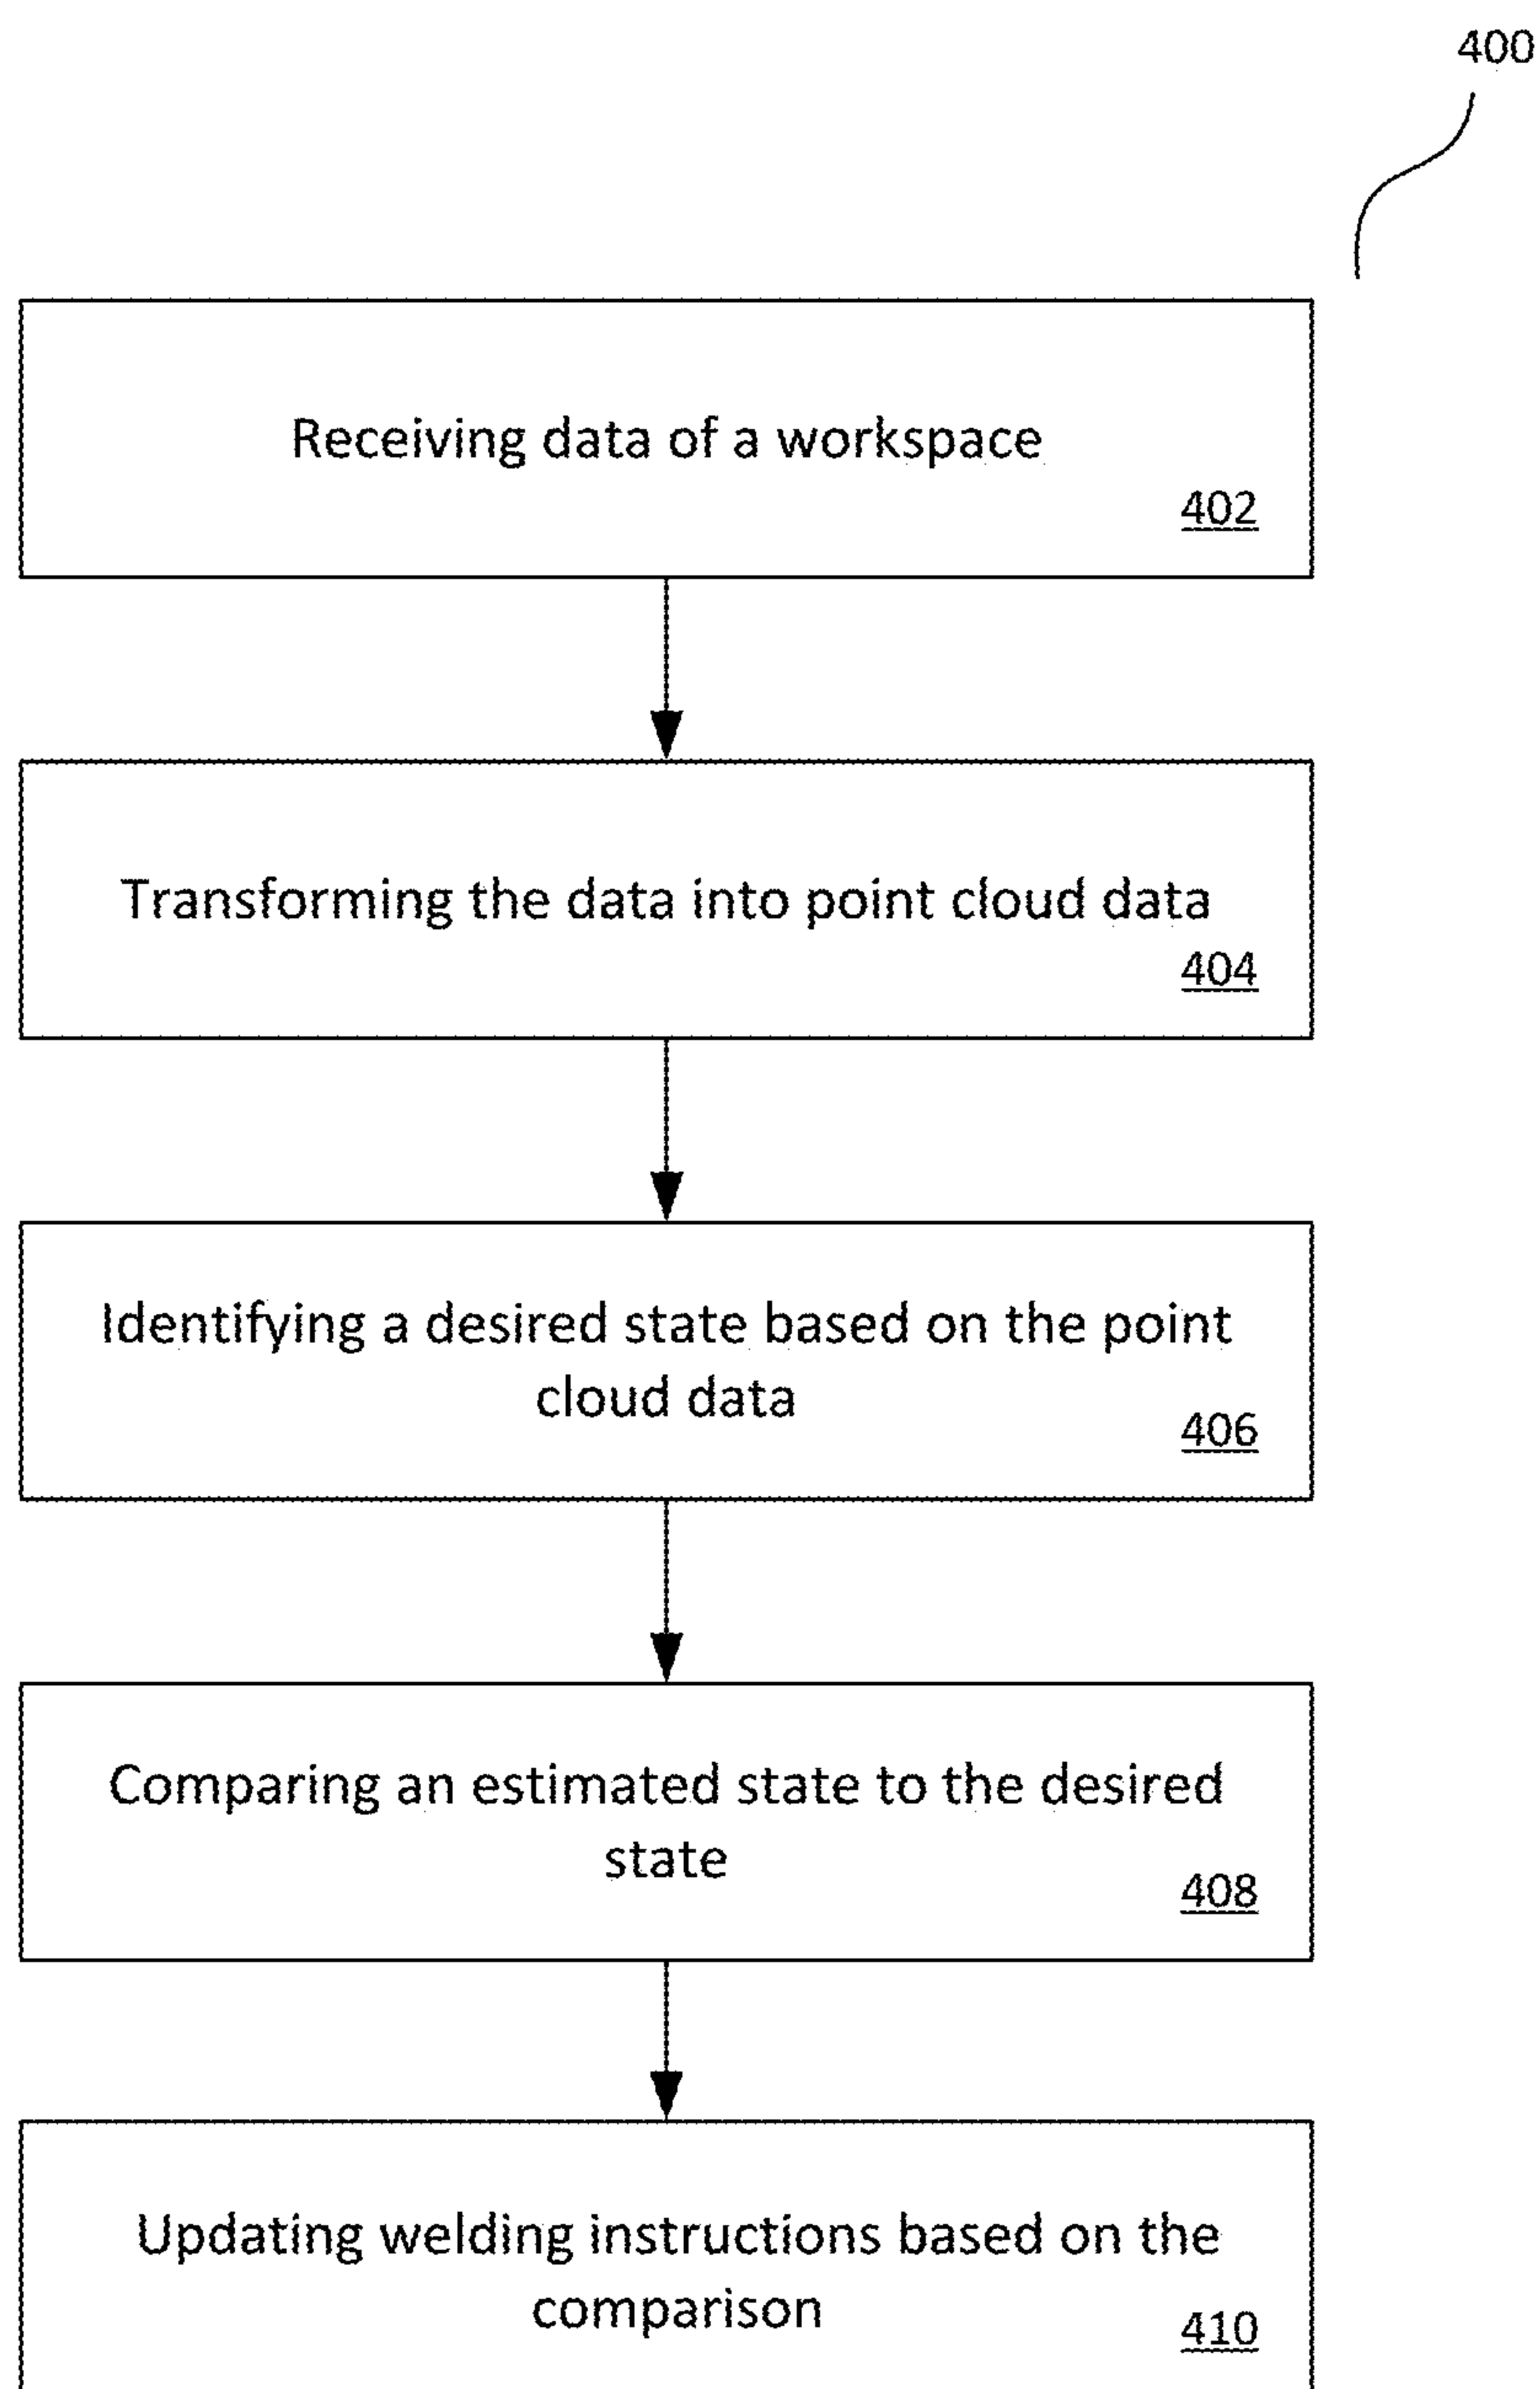 400
Receiving data of a workspace
402
Transforming the data into point cloud data
404
Identifying a desired state based on the point
cloud data
406
Comparing an estimated state to the desired
state
408
Updating welding instructions based on the
comparison
410